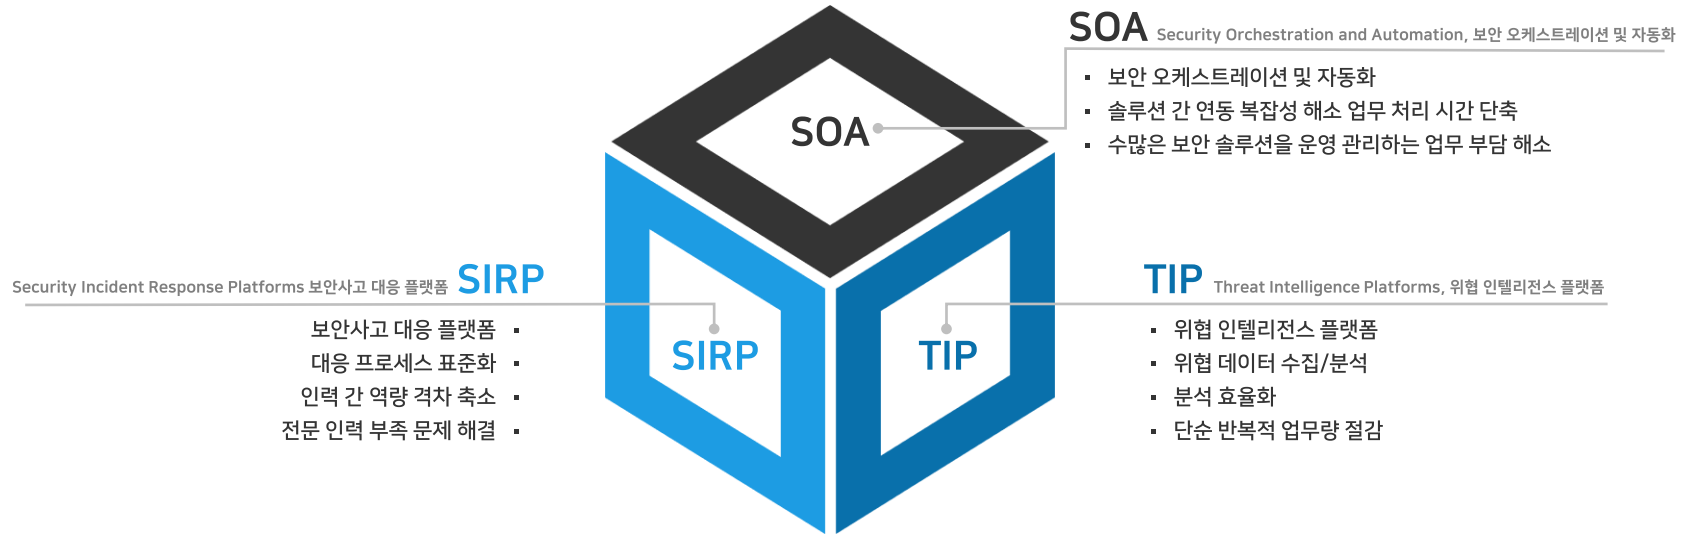 SOA Security Orchestration and Automation, 보안 오케스트레이션 및 자동화
▪ 보안 오케스트레이션 및 자동화
▪ 솔루션 간 연동 복잡성 해소 업무 처리 시간 단축
▪ 수많은 보안 솔루션을 운영 관리하는 업무 부담 해소
SOA
Security Incident Response Platforms 보안사고 대응 플랫폼 SIRP
보안사고 대응 플랫폼 ▪
대응 프로세스 표준화 ▪
인력 간 역량 격차 축소 ▪
전문 인력 부족 문제 해결 ▪
SIRP
TIP
TIP Threat Intelligence Platforms, 위협 인텔리전스 플랫폼
▪ 위협 인텔리전스 플랫폼
▪ 위협 데이터 수집/분석
▪ 분석 효율화
▪ 단순 반복적 업무량 절감